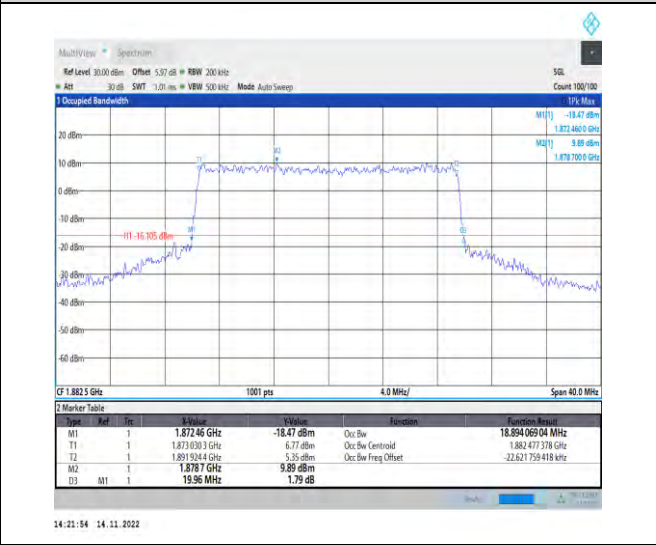 MultiView Spectrum
Ref Level 30.00 dBm Offset 5.97 dB RBW 200 kHz SGL
Att 30 dB SWT 1.01 ms VBW 500 kHz Mode Auto Sweep Count 100/100
1 Occupied Bandwidth 1Pk Max
M1[1] -18.47 dBm
1.872 4600 GHz
M2[1] 9.89 dBm
1.878 7000 GHz
20 dBm
10 dBm
0 dBm
-10 dBm
-20 dBm
-30 dBm
-40 dBm
-50 dBm
-60 dBm
T1
M2
T2
M1
D3
H1 -16.105 dBm
CF 1.882 5 GHz 1001 pts 4.0 MHz/ Span 40.0 MHz
2 Marker Table
Type Ref Trc X-Value Y-Value Function Function Result
M1 1 1.872 46 GHz -18.47 dBm Occ Bw 18.894 069 04 MHz
T1 1 1.873 030 3 GHz 6.77 dBm Occ Bw Centroid 1.882 477 378 GHz
T2 1 1.891 924 4 GHz 5.35 dBm Occ Bw Freq Offset -22.621 759 418 kHz
M2 1 1.878 7 GHz 9.89 dBm
D3 M1 1 19.96 MHz 1.79 dB
14:21:54 14.11.2022